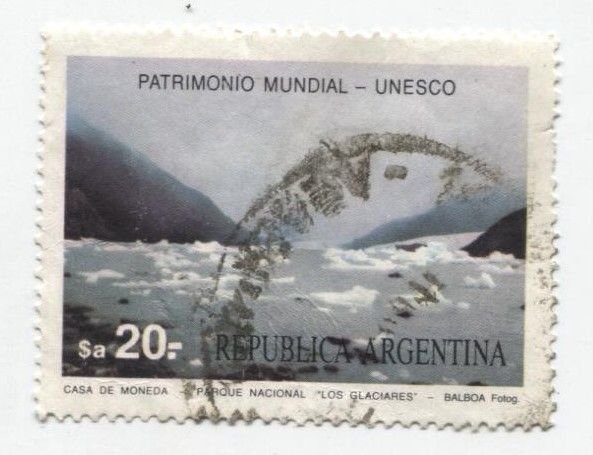 PATRIMONIO MUNDIAL – UNESCO
$a 20.-
REPUBLICA ARGENTINA
CASA DE MONEDA – PARQUE NACIONAL "LOS GLACIARES" – BALBOA Fotog.